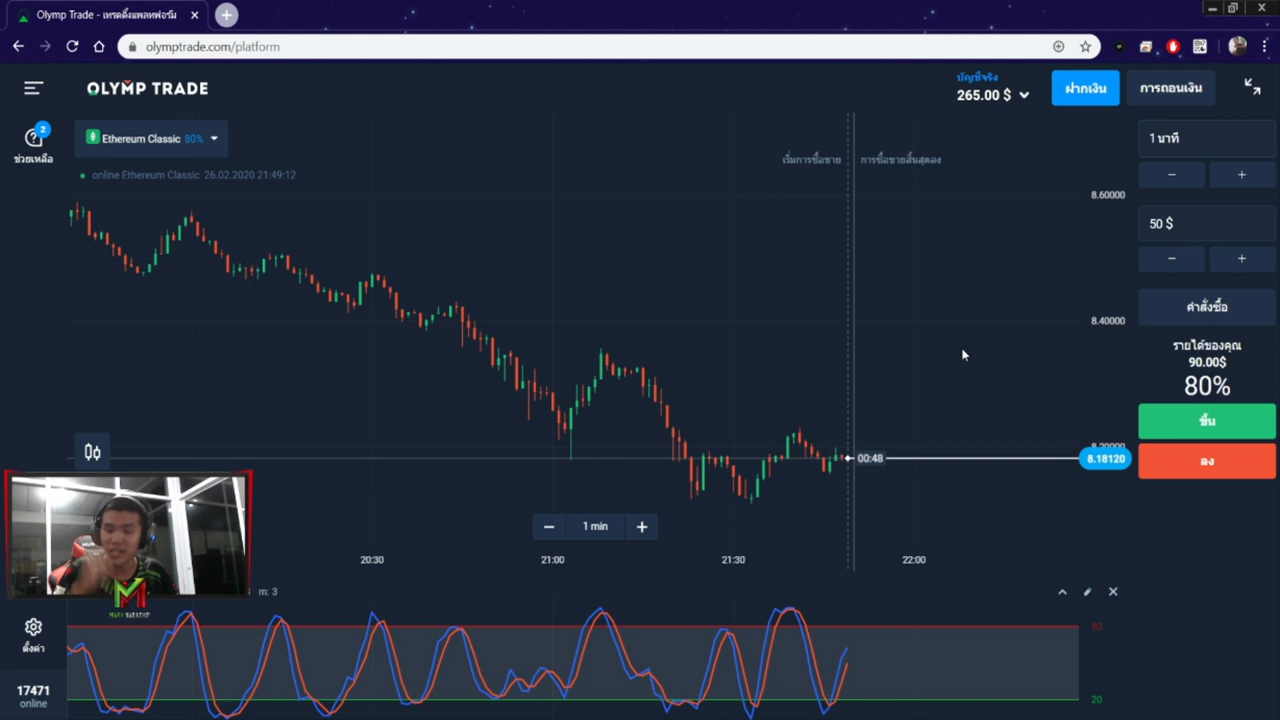 Olymp Trade - เทรดดิ้งแพลทฟอร์ม
olymptrade.com/platform
OLYMP TRADE
บัญชีจริง
265.00 $
ฝากเงิน
การถอนเงิน
2
ช่วยเหลือ
Ethereum Classic 80%
1 นาที
เริ่มการซื้อขาย
การซื้อขายสิ้นสุดลง
online Ethereum Classic 26.02.2020 21:49:12
8.60000
50 $
คำสั่งซื้อ
8.40000
รายได้ของคุณ
90.00$
80%
ขึ้น
8.20000
00:48
8.18120
ลง
1 min
20:30
21:00
21:30
22:00
m: 3
80
ตั้งค่า
17471
online
20